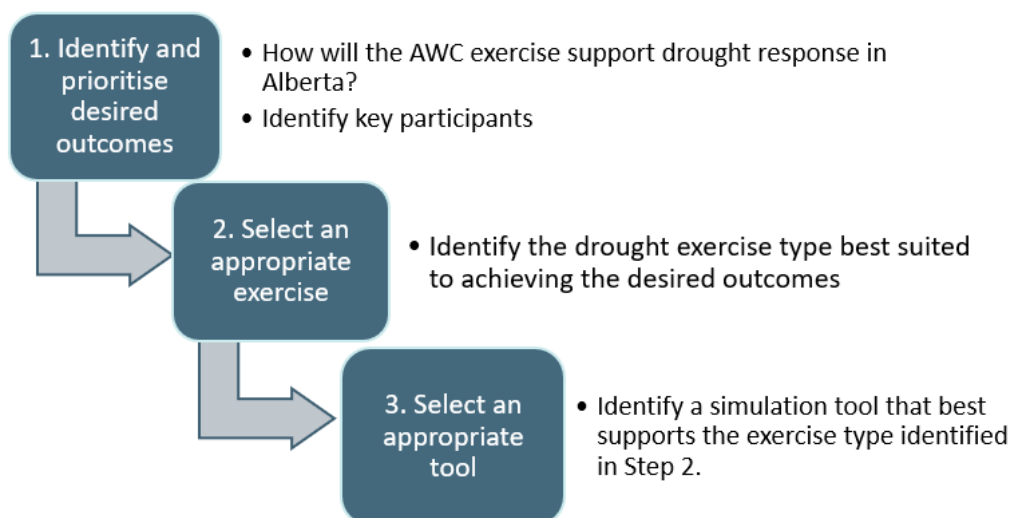 1. Identify and
prioritise
desired
outcomes
• How will the AWC exercise support drought response in
Alberta?
• Identify key participants
2. Select an
appropriate
exercise
• Identify the drought exercise type best suited
to achieving the desired outcomes
3. Select an
appropriate
tool
• Identify a simulation tool that best
supports the exercise type identified
in Step 2.